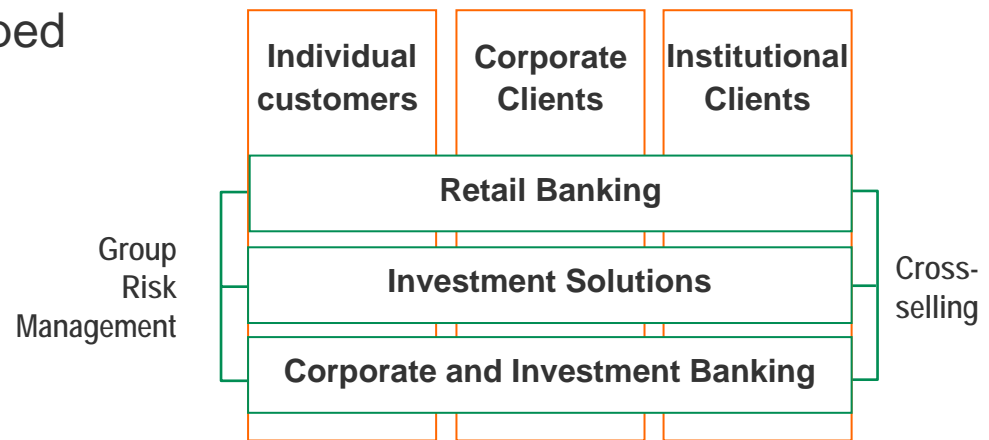 Individual
customers
Corporate
Clients
Institutional
Clients
Retail Banking
Investment Solutions
Corporate and Investment Banking
Group
Risk
Management
Cross-
selling